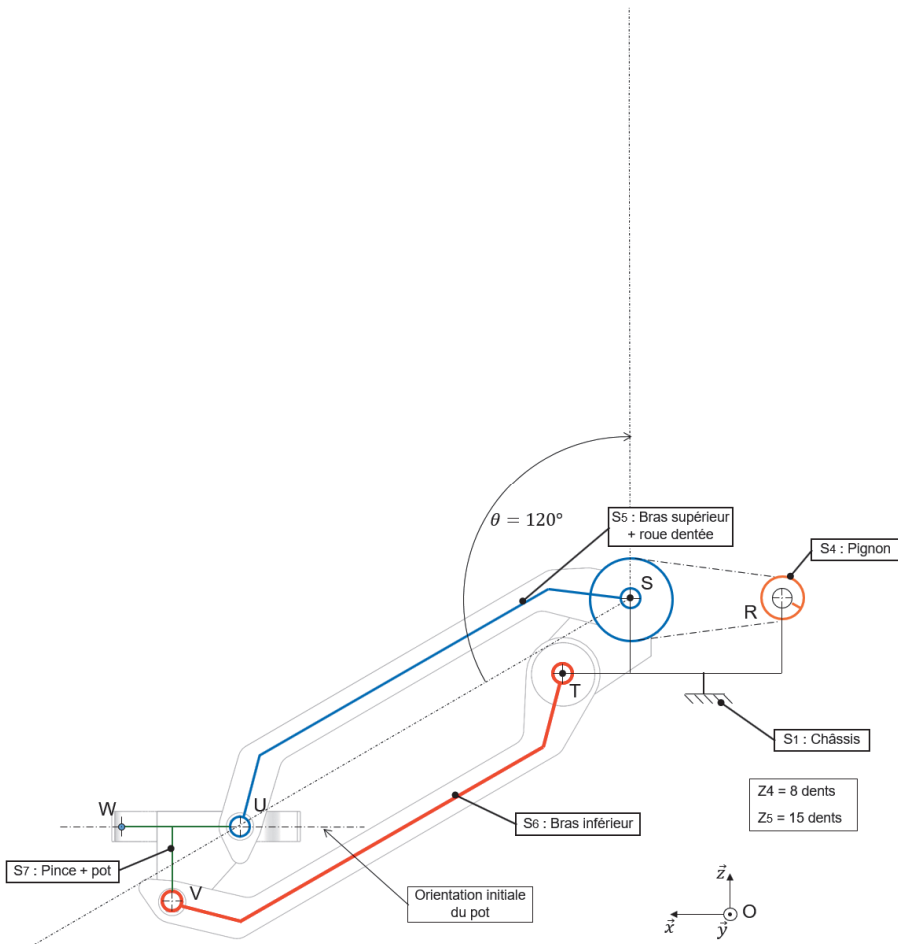 θ = 120°
S5 : Bras supérieur
+ roue dentée
S4 : Pignon
S
R
T
S1 : Châssis
Z4 = 8 dents
Z5 = 15 dents
W
U
S6 : Bras inférieur
S7 : Pince + pot
V
Orientation initiale
du pot
z⃗
O
x⃗
y⃗